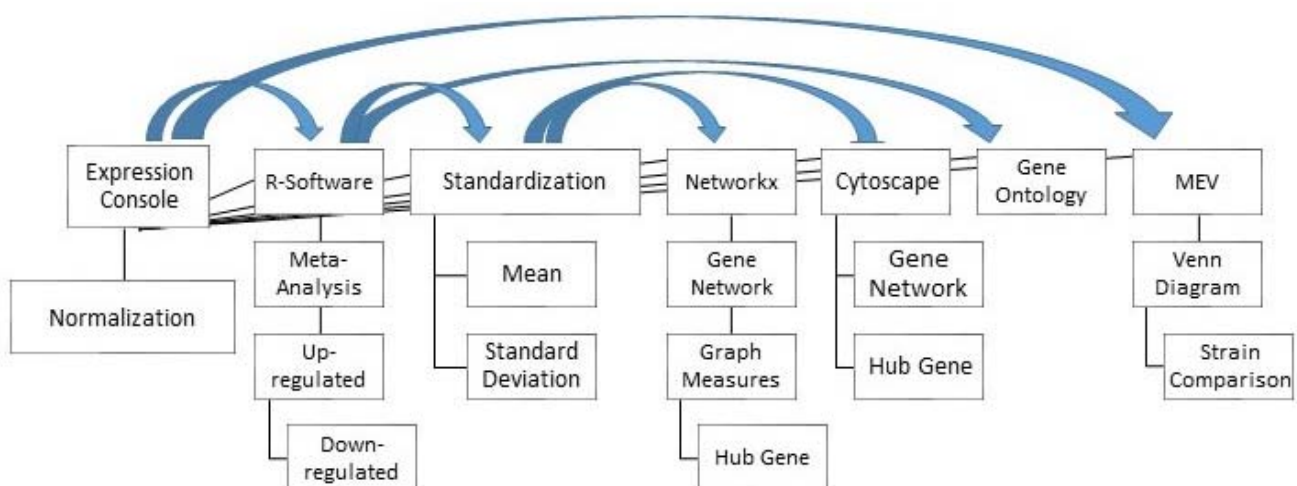 Expression
Console
R-Software
Standardization
Networkx
Cytoscape
Gene
Ontology
MEV
Normalization
Meta-
Analysis
Up-
regulated
Down-
regulated
Mean
Standard
Deviation
Gene
Network
Graph
Measures
Hub Gene
Gene
Network
Hub Gene
Venn
Diagram
Strain
Comparison